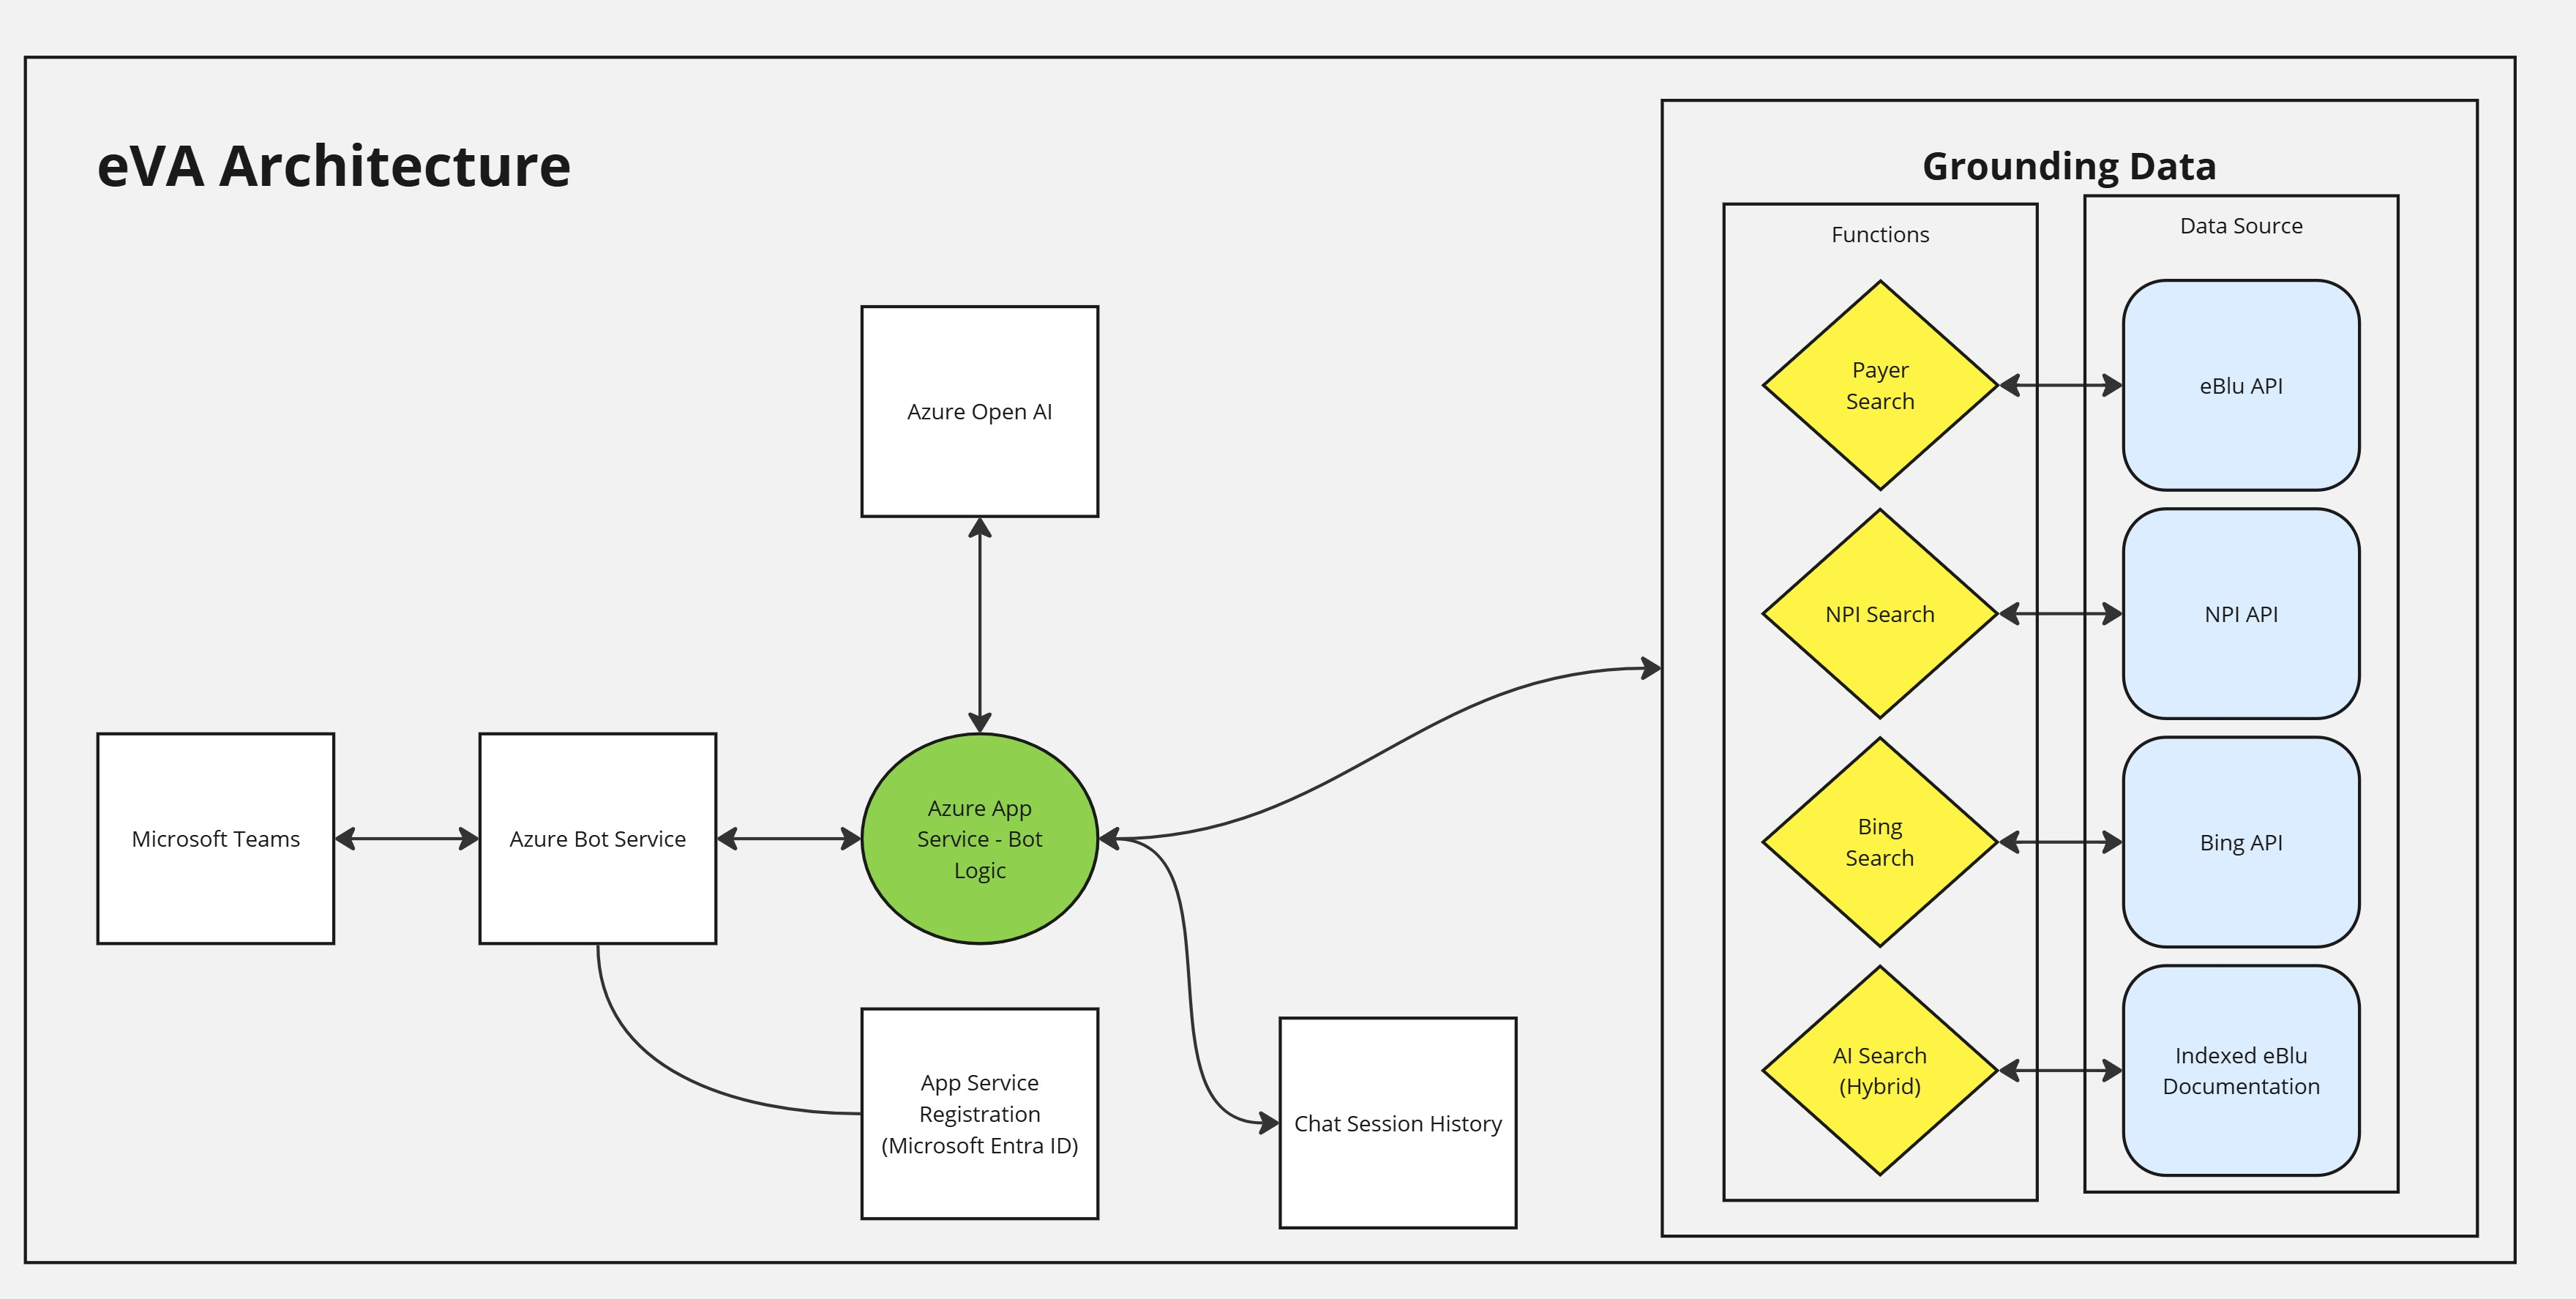 eVA Architecture
Grounding Data
Functions
Data Source
Payer
Search
eBlu API
Azure Open AI
NPI Search
NPI API
Microsoft Teams
Azure Bot Service
Azure App
Service - Bot
Logic
Bing
Search
Bing API
App Service
Registration
(Microsoft Entra ID)
Chat Session History
AI Search
(Hybrid)
Indexed eBlu
Documentation